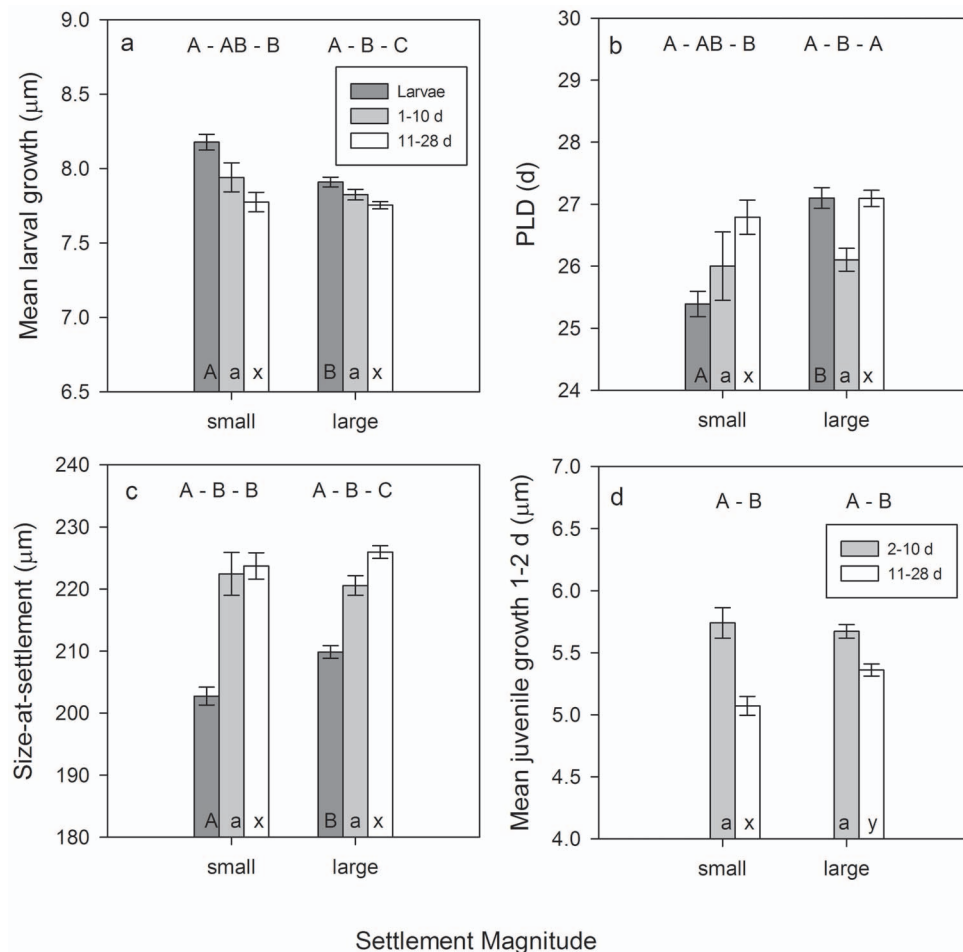 a
A - AB - B A - B - C
Larvae
1-10 d
11-28 d
Mean larval growth (μm)
9.0
8.5
8.0
7.5
7.0
6.5
A a x B a x
small large
b
A - AB - B A - B - A
PLD (d)
30
29
28
27
26
25
24
A a x B a x
small large
c
A - B - B A - B - C
Size-at-settlement (μm)
240
230
220
210
200
190
180
A a x B a x
small large
d
A - B A - B
2-10 d
11-28 d
Mean juvenile growth 1-2 d (μm)
7.0
6.5
6.0
5.5
5.0
4.5
4.0
a x a y
small large
Settlement Magnitude